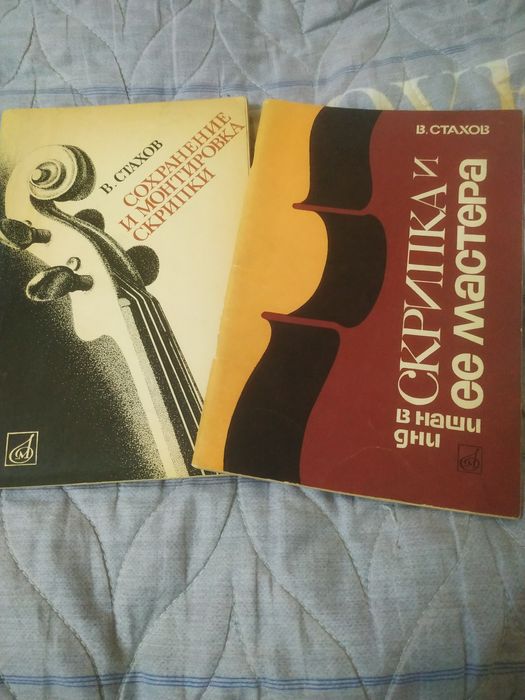 В. СТАХОВ
СОХРАНЕНИЕ
И МОНТИРОВКА
СКРИПКИ
В. СТАХОВ
СКРИПКА И
ее мастера
в наши
дни